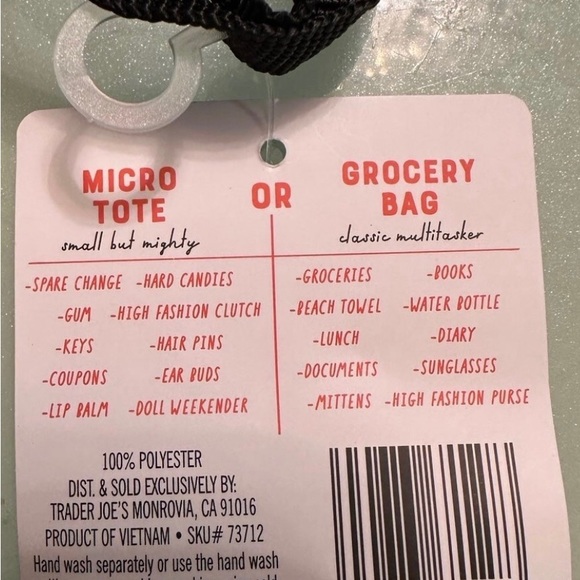 MICRO TOTE
small but mighty
OR
GROCERY BAG
classic multitasker
-SPARE CHANGE -HARD CANDIES
-GUM -HIGH FASHION CLUTCH
-KEYS -HAIR PINS
-COUPONS -EAR BUDS
-LIP BALM -DOLL WEEKENDER
-GROCERIES -BOOKS
-BEACH TOWEL -WATER BOTTLE
-LUNCH -DIARY
-DOCUMENTS -SUNGLASSES
-MITTENS -HIGH FASHION PURSE
100% POLYESTER
DIST. & SOLD EXCLUSIVELY BY:
TRADER JOE'S MONROVIA, CA 91016
PRODUCT OF VIETNAM • SKU# 73712
Hand wash separately or use the hand wash